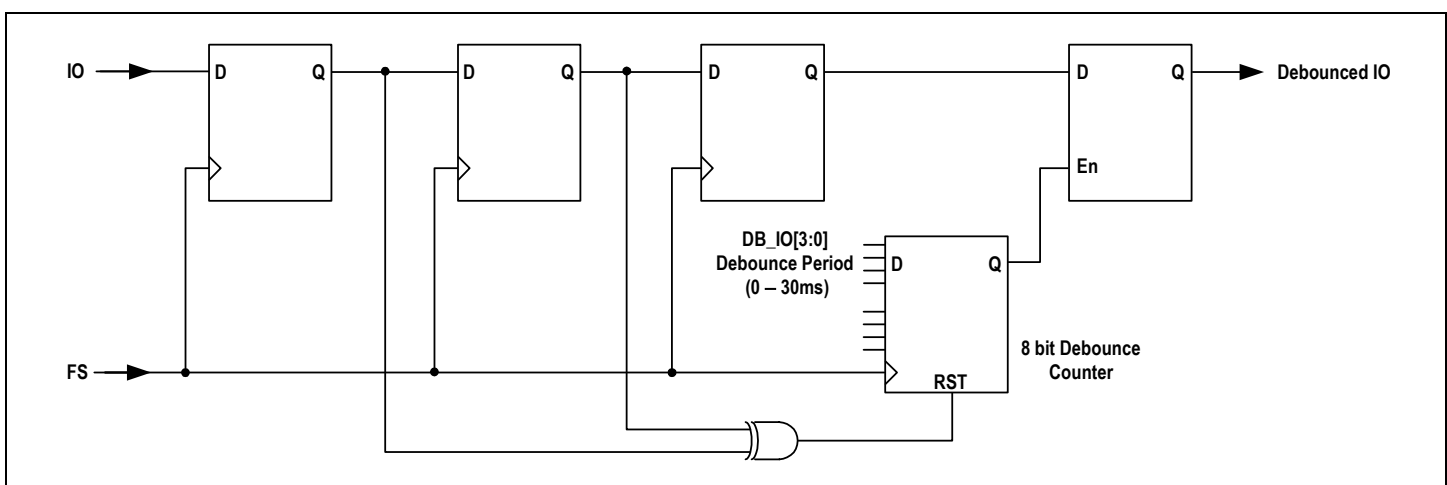 IO
D Q
D Q
D Q
D Q
Debounced IO
En
DB_IO[3:0]
Debounce Period
(0 – 30ms)
D Q
8 bit Debounce
Counter
FS
RST